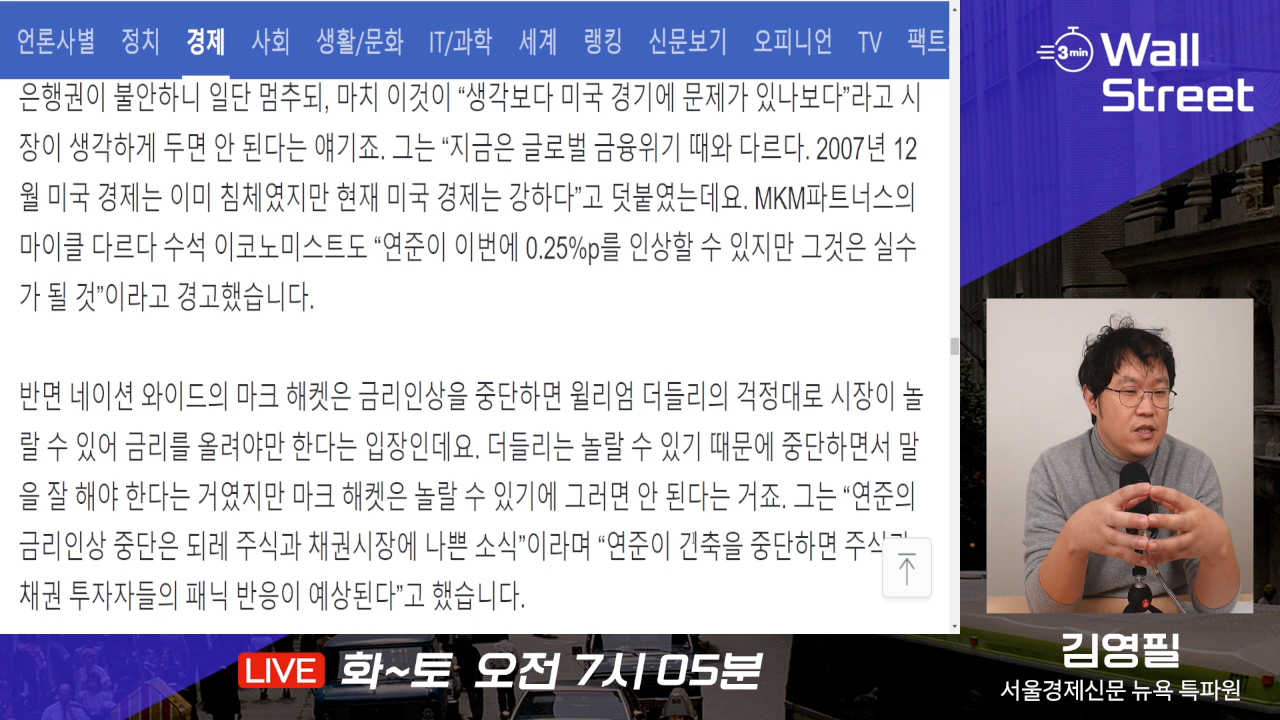 언론사별 정치 경제 사회 생활/문화 IT/과학 세계 랭킹 신문보기 오피니언 TV 팩트
은행권이 불안하니 일단 멈추되, 마치 이것이 “생각보다 미국 경기에 문제가 있나보다”라고 시
장이 생각하게 두면 안 된다는 얘기죠. 그는 “지금은 글로벌 금융위기 때와 다르다. 2007년 12
월 미국 경제는 이미 침체였지만 현재 미국 경제는 강하다”고 덧붙였는데요. MKM파트너스의
마이클 다르다 수석 이코노미스트도 “연준이 이번에 0.25%p를 인상할 수 있지만 그것은 실수
가 될 것”이라고 경고했습니다.
반면 네이션 와이드의 마크 해켓은 금리인상을 중단하면 윌리엄 더들리의 걱정대로 시장이 놀
랄 수 있어 금리를 올려야만 한다는 입장인데요. 더들리는 놀랄 수 있기 때문에 중단하면서 말
을 잘 해야 한다는 거였지만 마크 해켓은 놀랄 수 있기에 그러면 안 된다는 거죠. 그는 “연준의
금리인상 중단은 되레 주식과 채권시장에 나쁜 소식”이라며 “연준이 긴축을 중단하면 주식과
채권 투자자들의 패닉 반응이 예상된다”고 했습니다.
3min Wall
Street
김영필
서울경제신문 뉴욕 특파원
LIVE 화~토 오전 7시 05분